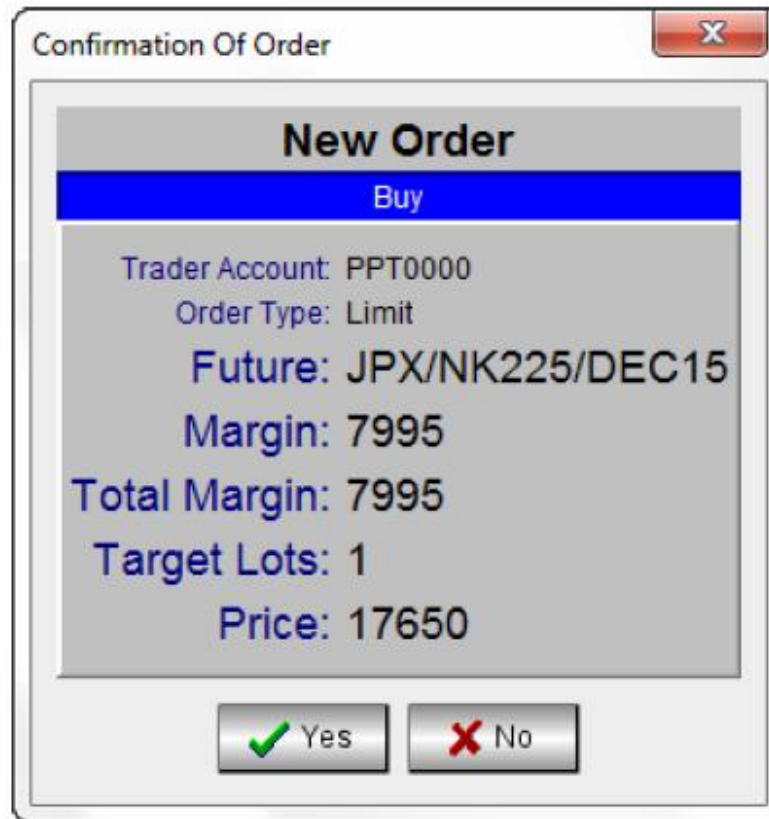 Confirmation Of Order
New Order
Buy
Trader Account: PPT0000
Order Type: Limit
Future: JPX/NK225/DEC15
Margin: 7995
Total Margin: 7995
Target Lots: 1
Price: 17650
Yes No